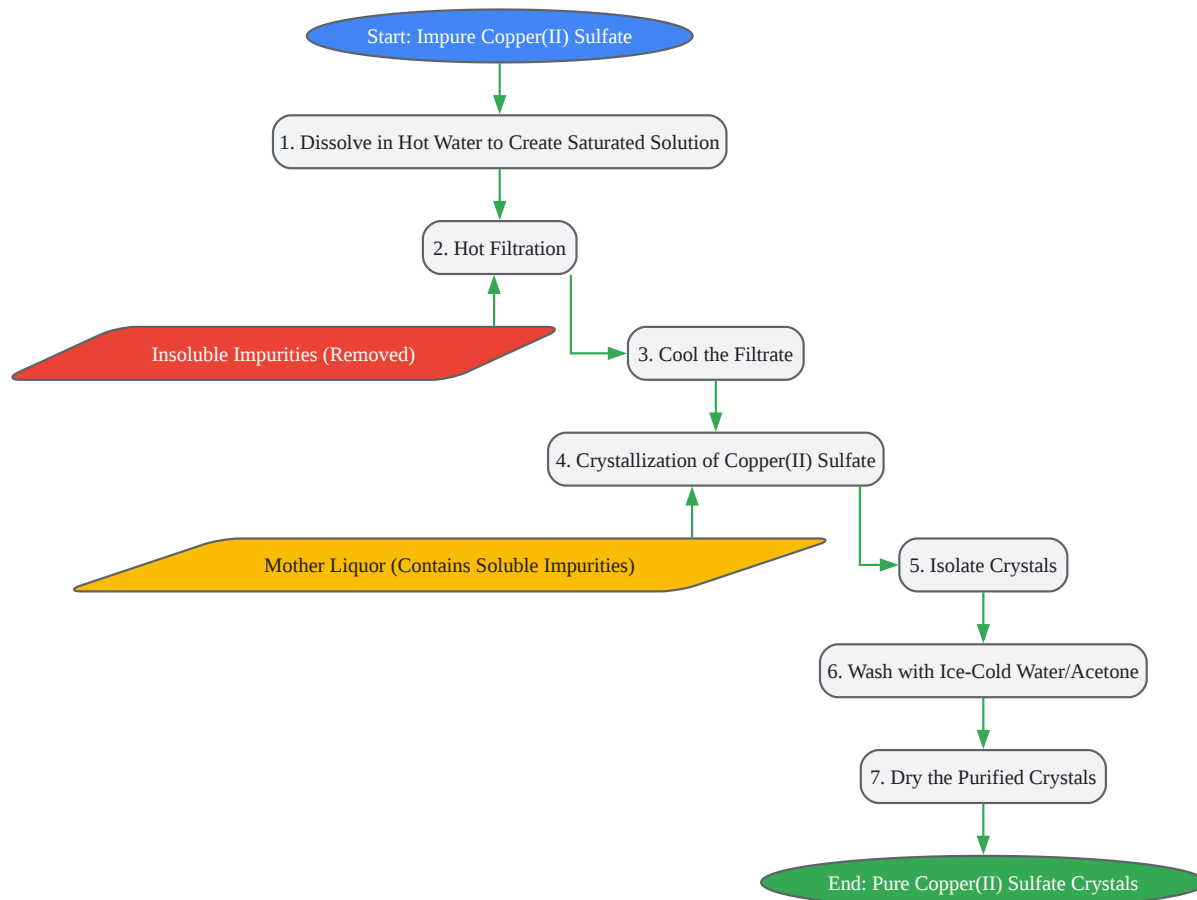 Start: Impure Copper(II) Sulfate
1. Dissolve in Hot Water to Create Saturated Solution
2. Hot Filtration
Insoluble Impurities (Removed)
3. Cool the Filtrate
4. Crystallization of Copper(II) Sulfate
Mother Liquor (Contains Soluble Impurities)
5. Isolate Crystals
6. Wash with Ice-Cold Water/Acetone
7. Dry the Purified Crystals
End: Pure Copper(II) Sulfate Crystals